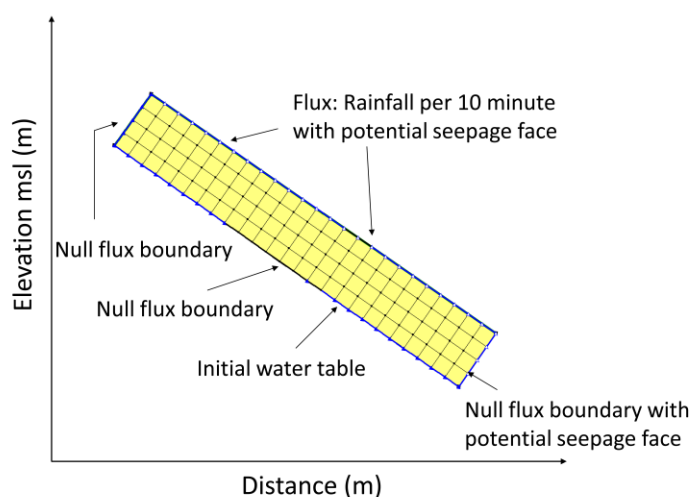 Elevation msl (m)
Flux: Rainfall per 10 minute
with potential seepage face
Null flux boundary
Null flux boundary
Initial water table
Null flux boundary with
potential seepage face
Distance (m)